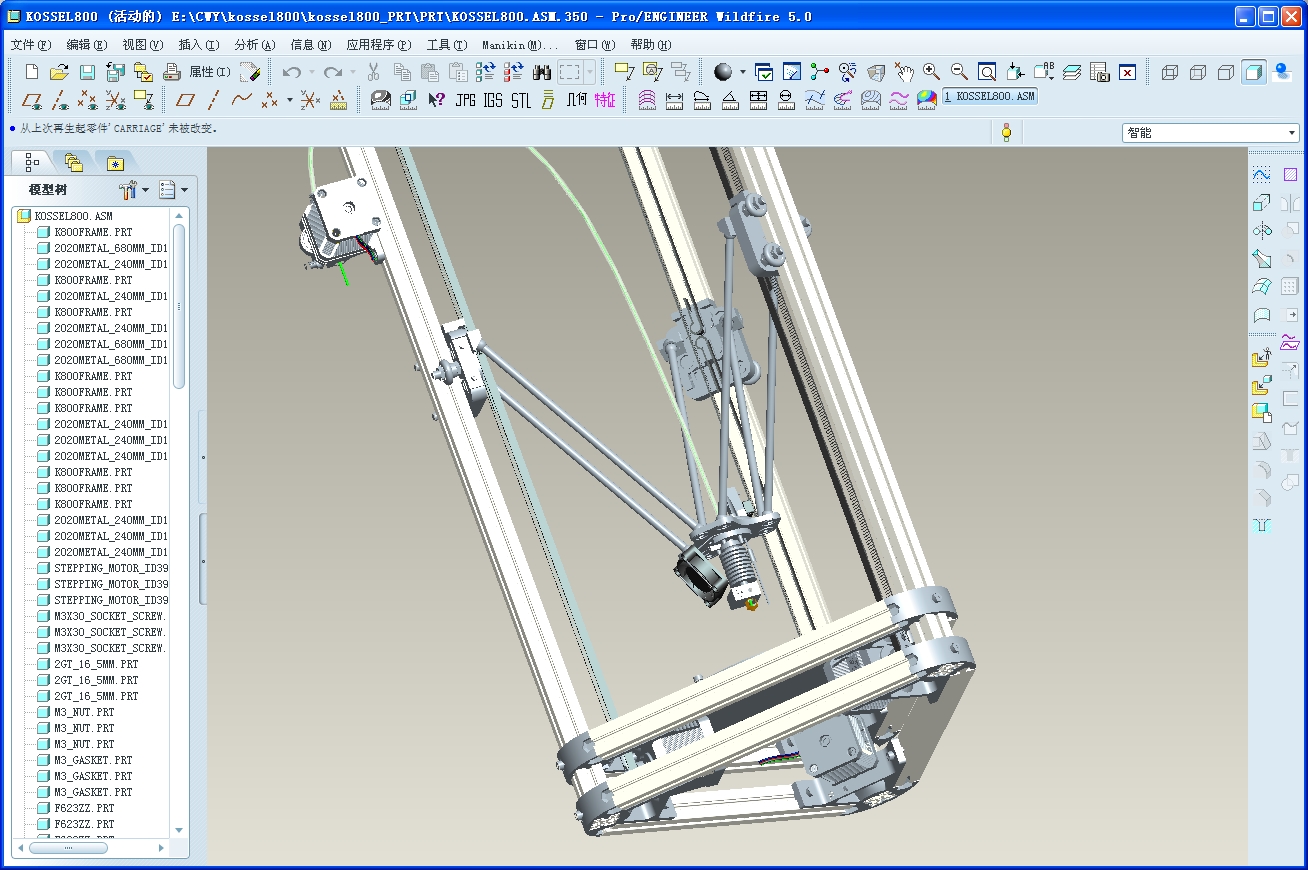 KOSSEL800 (活动的) E:\CWY\kossel800\kossel800_PRT\PRT\KOSSEL800.ASM.350 - Pro/ENGINEER Wildfire 5.0
文件(F) 编辑(E) 视图(V) 插入(I) 分析(A) 信息(N) 应用程序(P) 工具(T) Manikin(M)... 窗口(W) 帮助(H)
属性(I)
JPG IGS STL 几何 特征 1 KOSSEL800.ASM
从上次再生起零件'CARRIAGE'未被改变。
智能
模型树
KOSSEL800.ASM
K800FRAME.PRT
2020METAL_680MM_ID1
2020METAL_240MM_ID1
K800FRAME.PRT
2020METAL_240MM_ID1
K800FRAME.PRT
2020METAL_240MM_ID1
2020METAL_680MM_ID1
2020METAL_680MM_ID1
K800FRAME.PRT
K800FRAME.PRT
K800FRAME.PRT
2020METAL_240MM_ID1
2020METAL_240MM_ID1
2020METAL_240MM_ID1
K800FRAME.PRT
K800FRAME.PRT
K800FRAME.PRT
2020METAL_240MM_ID1
2020METAL_240MM_ID1
2020METAL_240MM_ID1
STEPPING_MOTOR_ID39
STEPPING_MOTOR_ID39
STEPPING_MOTOR_ID39
M3X30_SOCKET_SCREW.
M3X30_SOCKET_SCREW.
M3X30_SOCKET_SCREW.
2GT_16_5MM.PRT
2GT_16_5MM.PRT
2GT_16_5MM.PRT
M3_NUT.PRT
M3_NUT.PRT
M3_NUT.PRT
M3_GASKET.PRT
M3_GASKET.PRT
M3_GASKET.PRT
F623ZZ.PRT
F623ZZ.PRT